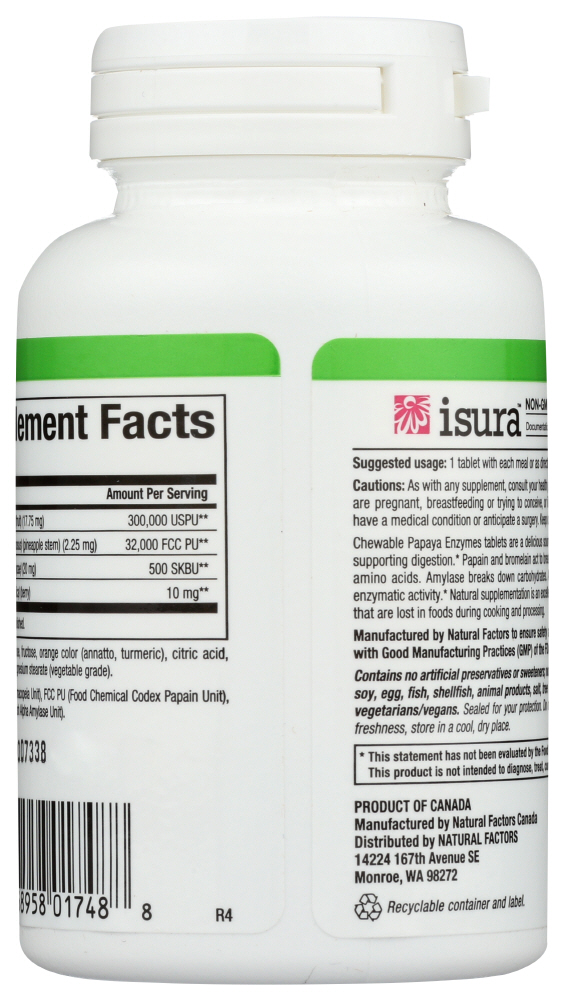 lement Facts
Amount Per Serving
fruit) (17.75 mg) 300,000 USPU**
(pineapple stem) (2.25 mg) 32,000 FCC PU**
(20 mg) 500 SKBU**
10 mg**
fructose, orange color (annatto, turmeric), citric acid,
stearate (vegetable grade).
Unit), FCC PU (Food Chemical Codex Papain Unit),
Alpha Amylase Unit).
07338
8958 01748 8
R4
isura™ NON-GM
Suggested usage: 1 tablet with each meal or as
Cautions: As with any supplement, consult your
are pregnant, breastfeeding or trying to conceive,
have a medical condition or anticipate a surgery.
Chewable Papaya Enzymes tablets are a delicious
supporting digestion.* Papain and bromelain act to
amino acids. Amylase breaks down carbohydrates.
enzymatic activity.* Natural supplementation is an
that are lost in foods during cooking and processing.
Manufactured by Natural Factors to ensure safety
with Good Manufacturing Practices (GMP) of the
Contains no artificial preservatives or sweeteners;
soy, egg, fish, shellfish, animal products, salt,
vegetarians/vegans. Sealed for your protection.
freshness, store in a cool, dry place.
* This statement has not been evaluated by the
This product is not intended to diagnose, treat,
PRODUCT OF CANADA
Manufactured by Natural Factors Canada
Distributed by NATURAL FACTORS
14224 167th Avenue SE
Monroe, WA 98272
Recyclable container and label.